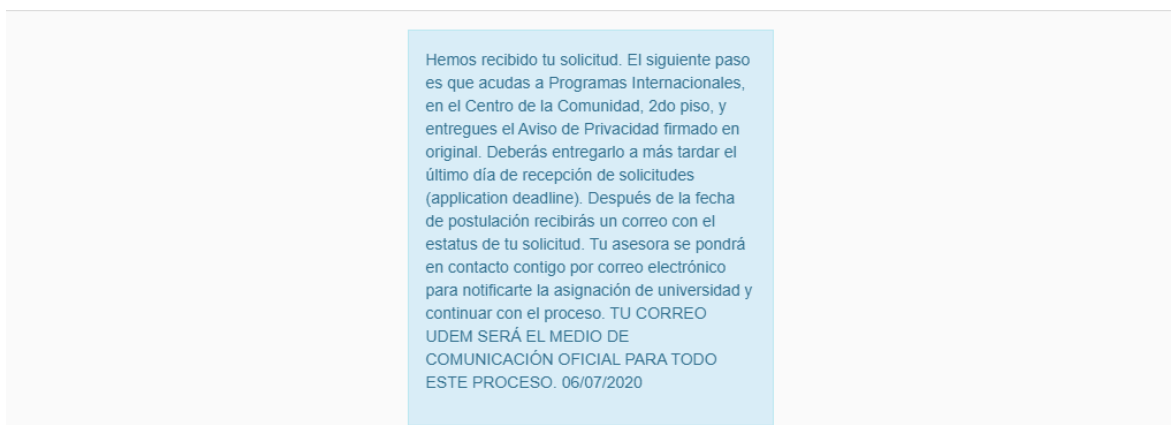 Hemos recibido tu solicitud. El siguiente paso
es que acudas a Programas Internacionales,
en el Centro de la Comunidad, 2do piso, y
entregues el Aviso de Privacidad firmado en
original. Deberás entregarlo a más tardar el
último día de recepción de solicitudes
(application deadline). Después de la fecha
de postulación recibirás un correo con el
estatus de tu solicitud. Tu asesora se pondrá
en contacto contigo por correo electrónico
para notificarte la asignación de universidad y
continuar con el proceso. TU CORREO
UDEM SERÁ EL MEDIO DE
COMUNICACIÓN OFICIAL PARA TODO
ESTE PROCESO. 06/07/2020